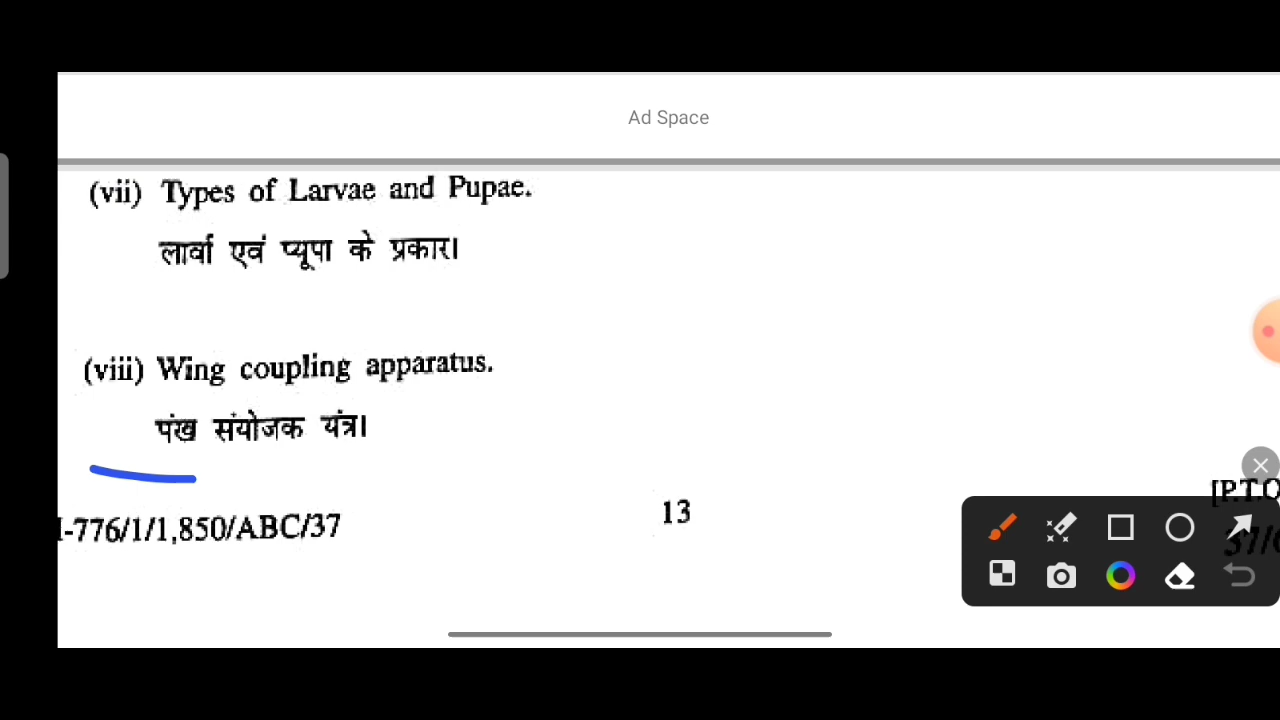 Ad Space
(vii) Types of Larvae and Pupae.
लार्वा एवं प्यूपा के प्रकार।
(viii) Wing coupling apparatus.
पंख संयोजक यंत्र।
[P.T.O
I-776/1/1,850/ABC/37 13
37/